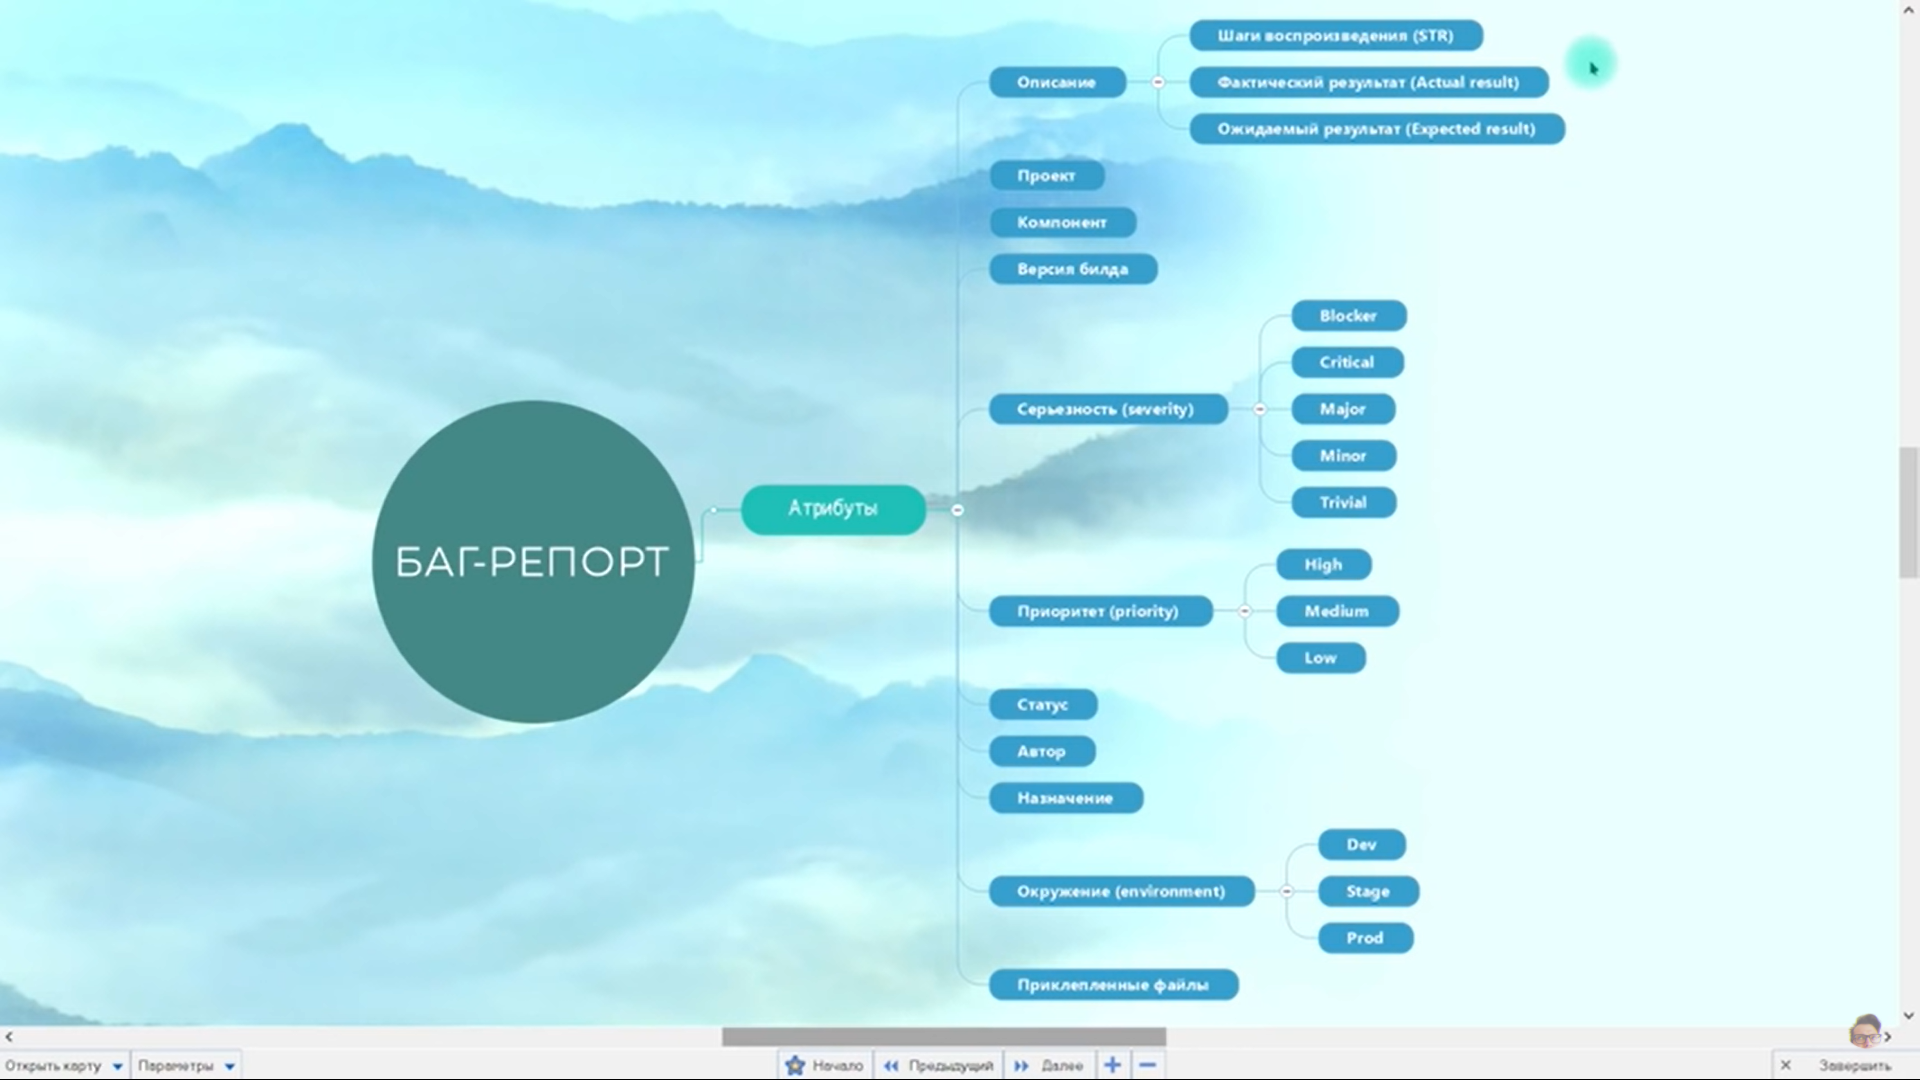 Шаги воспроизведения (STR)
Описание
Фактический результат (Actual result)
Ожидаемый результат (Expected result)
Проект
Компонент
Версия билда
Blocker
Critical
Серьезность (severity)
Major
Minor
Trivial
Атрибуты
БАГ-РЕПОРТ
High
Приоритет (priority)
Medium
Low
Статус
Автор
Назначение
Dev
Окружение (environment)
Stage
Prod
Приклепленные файлы
Открыть карту
Параметры
Начало
Предыдущий
Далее
Завершить